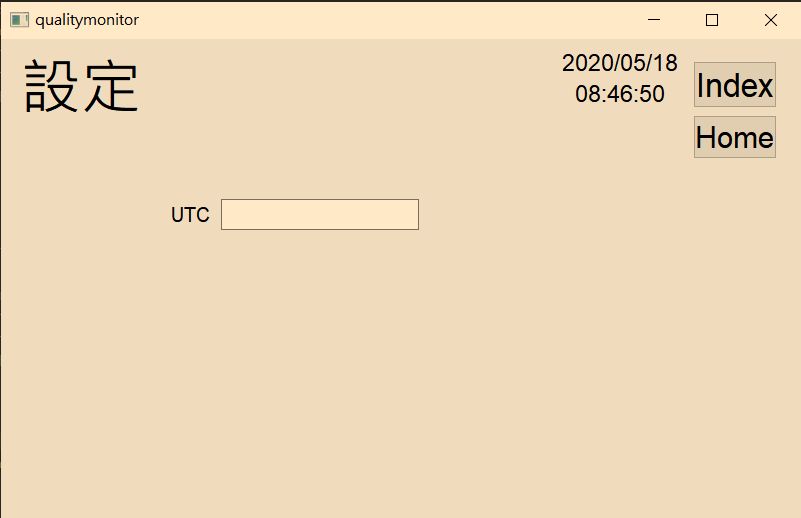 qualitymonitor
設定
2020/05/18
08:46:50
Index
Home
UTC